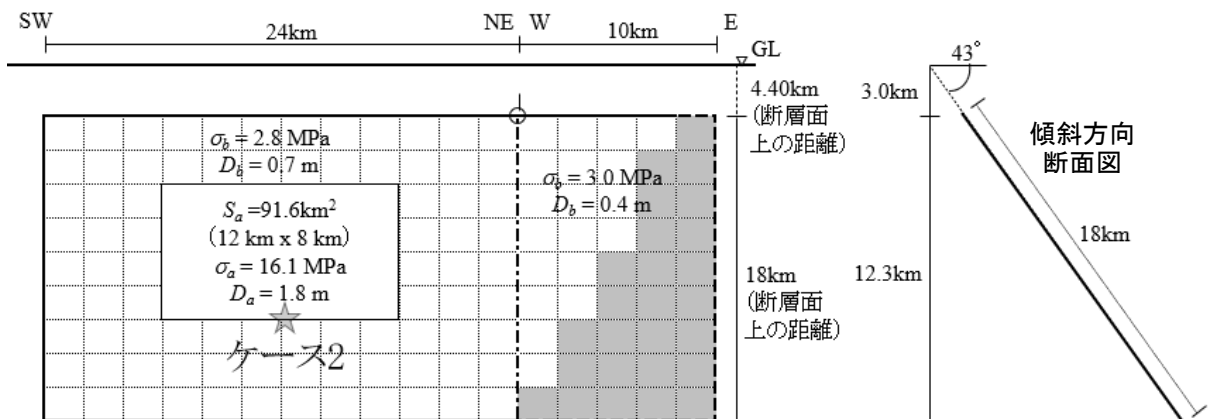 SW
24km
NE
W
10km
E
GL
4.40km
(断層面
上の距離)
3.0km
43°
傾斜方向
断面図
18km
σb = 2.8 MPa
Db = 0.7 m
σb = 3.0 MPa
Db = 0.4 m
Sa =91.6km²
(12 km x 8 km)
σa = 16.1 MPa
Da = 1.8 m
18km
(断層面
上の距離)
12.3km
ケース2